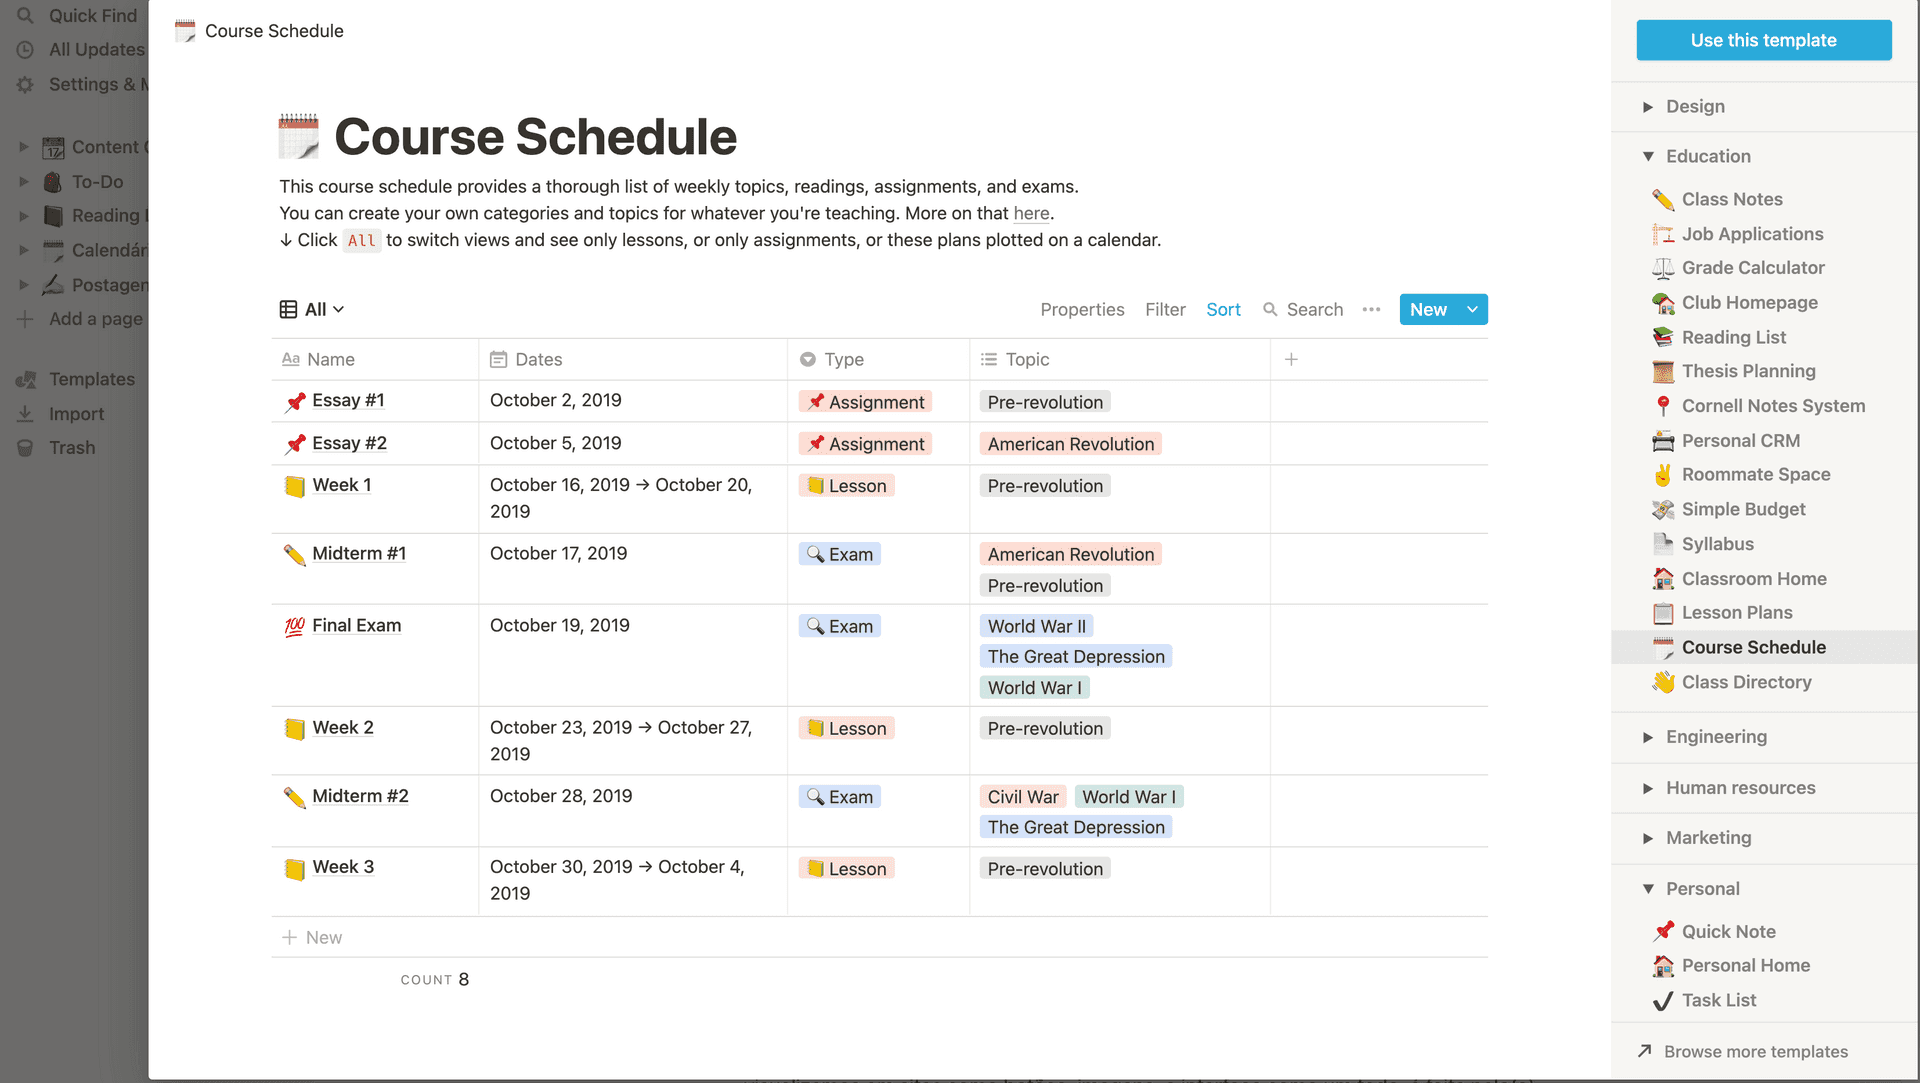 Quick Find
All Updates
Settings &
Content
To-Do
Reading
Calendári
Postagen
Add a page
Templates
Import
Trash
Course Schedule
Course Schedule
This course schedule provides a thorough list of weekly topics, readings, assignments, and exams.
You can create your own categories and topics for whatever you're teaching. More on that here.
↓ Click All to switch views and see only lessons, or only assignments, or these plans plotted on a calendar.
All
Properties Filter Sort Search ••• New
Aa Name Dates Type Topic +
Essay #1 October 2, 2019 Assignment Pre-revolution
Essay #2 October 5, 2019 Assignment American Revolution
Week 1 October 16, 2019 → October 20, 2019 Lesson Pre-revolution
Midterm #1 October 17, 2019 Exam American Revolution
Pre-revolution
Final Exam October 19, 2019 Exam World War II
The Great Depression
World War I
Week 2 October 23, 2019 → October 27, 2019 Lesson Pre-revolution
Midterm #2 October 28, 2019 Exam Civil War World War I
The Great Depression
Week 3 October 30, 2019 → October 4, 2019 Lesson Pre-revolution
+ New
COUNT 8
Use this template
Design
Education
Class Notes
Job Applications
Grade Calculator
Club Homepage
Reading List
Thesis Planning
Cornell Notes System
Personal CRM
Roommate Space
Simple Budget
Syllabus
Classroom Home
Lesson Plans
Course Schedule
Class Directory
Engineering
Human resources
Marketing
Personal
Quick Note
Personal Home
Task List
Browse more templates